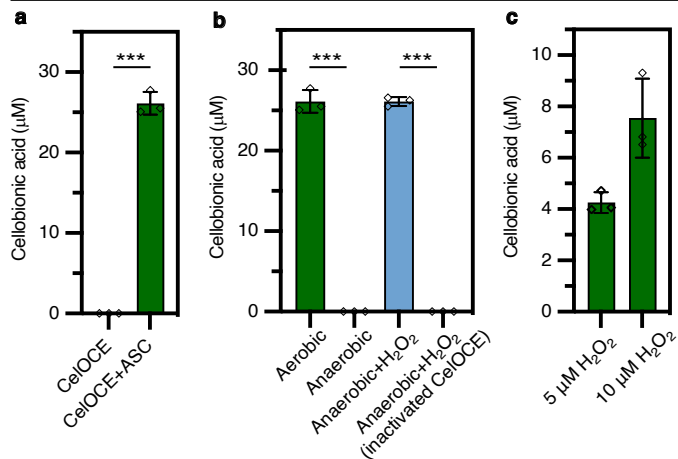 a
Cellobionic acid (μM)
30
20
10
0
***
CelOCE
CelOCE+ASC
b
Cellobionic acid (μM)
30
20
10
0
***
***
Aerobic
Anaerobic
Anaerobic+H₂O₂
Anaerobic+H₂O₂
(inactivated CelOCE)
c
Cellobionic acid (μM)
10
8
6
4
2
0
5 μM H₂O₂
10 μM H₂O₂